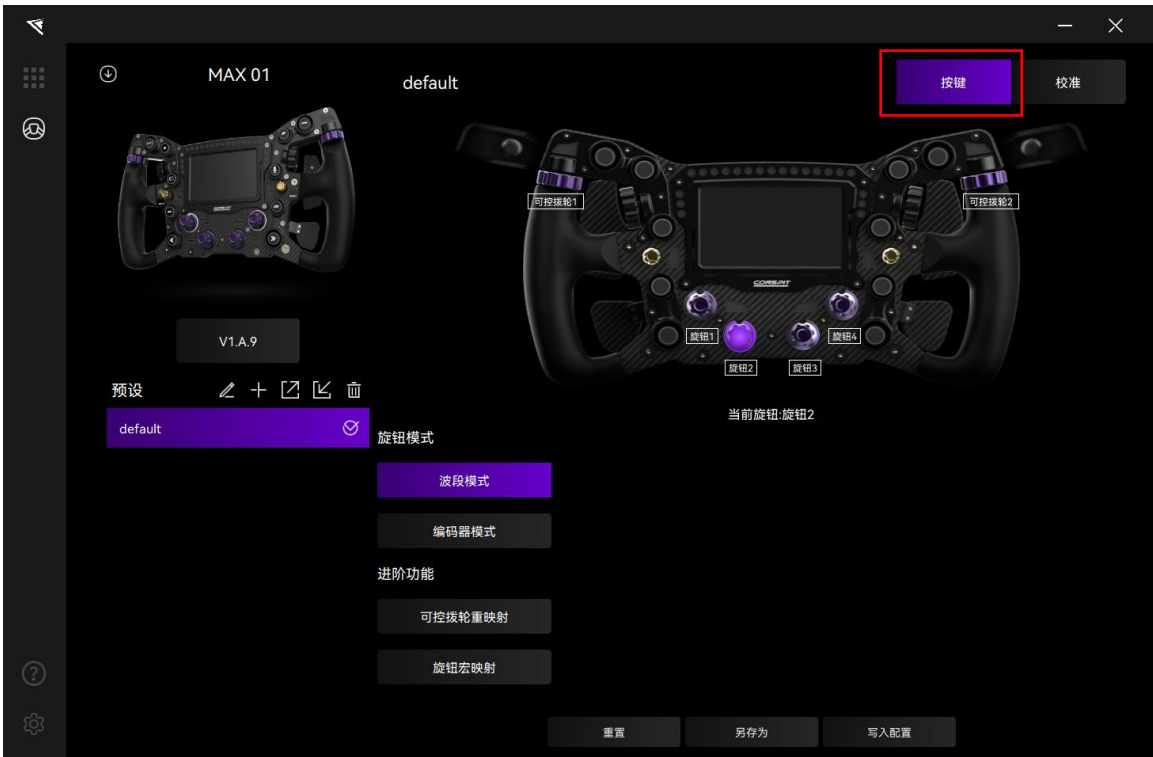 MAX 01
default
按键
校准
可控拨轮1
可控拨轮2
CORSPIT
旋钮1
旋钮4
旋钮2
旋钮3
V1.A.9
预设
default
当前旋钮:旋钮2
旋钮模式
波段模式
编码器模式
进阶功能
可控拨轮重映射
旋钮宏映射
重置
另存为
写入配置